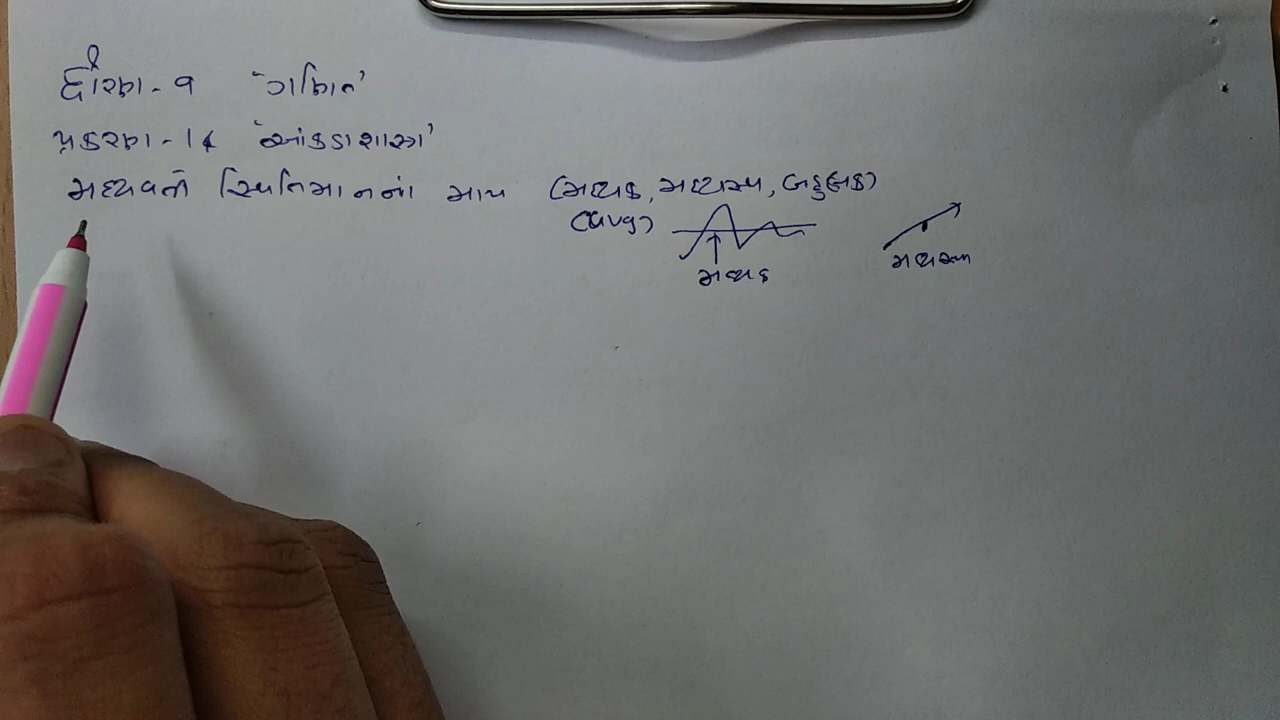 ધોરણ - ૧ "ગણિત'
પ્રકરણ - 14 'આંકડાશાસ્ત્ર'
મધ્યવર્તી સ્થિતિમાનનાં માપ (મધ્યક, મધ્યસ્થ, બહુલક)
(avg)
મધ્યક
મધ્યસ્થ